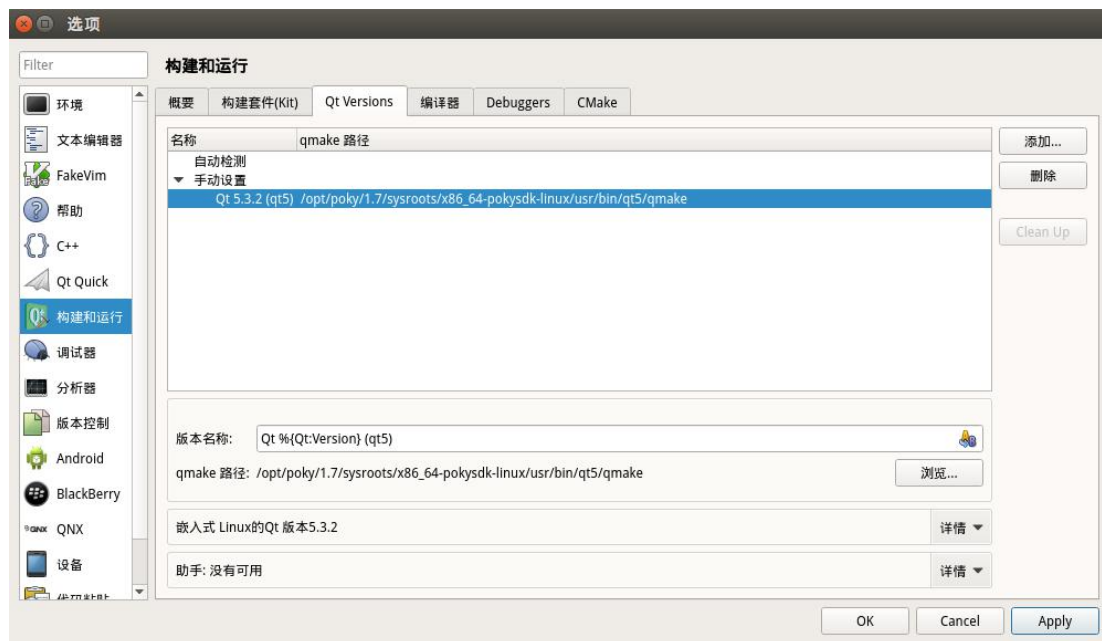 选项
Filter
构建和运行
环境
文本编辑器
FakeVim
帮助
C++
Qt Quick
构建和运行
调试器
分析器
版本控制
Android
BlackBerry
QNX
设备
代码粘贴
概要 构建套件(Kit) Qt Versions 编译器 Debuggers CMake
名称 qmake 路径
自动检测
手动设置
Qt 5.3.2 (qt5) /opt/poky/1.7/sysroots/x86_64-pokysdk-linux/usr/bin/qt5/qmake
添加...
删除
Clean Up
版本名称: Qt %{Qt:Version} (qt5)
qmake 路径: /opt/poky/1.7/sysroots/x86_64-pokysdk-linux/usr/bin/qt5/qmake 浏览...
嵌入式 Linux的Qt 版本5.3.2 详情
助手: 没有可用 详情
OK Cancel Apply